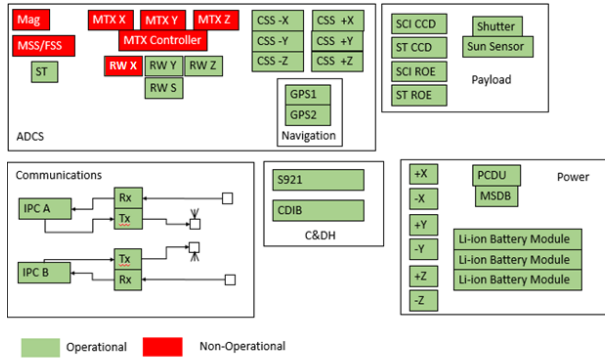 Mag
MTX X
MTX Y
MTX Z
MTX Controller
MSS/FSS
ST
RW X
RW Y
RW Z
RW S
CSS -X
CSS +X
CSS -Y
CSS +Y
CSS -Z
CSS +Z
GPS1
GPS2
Navigation
ADCS
SCI CCD
ST CCD
SCI ROE
ST ROE
Shutter
Sun Sensor
Payload
Communications
IPC A
Rx
Tx
IPC B
Tx
Rx
S921
CDIB
C&DH
+X
-X
+Y
-Y
+Z
-Z
PCDU
MSDB
Power
Li-ion Battery Module
Li-ion Battery Module
Li-ion Battery Module
Operational
Non-Operational